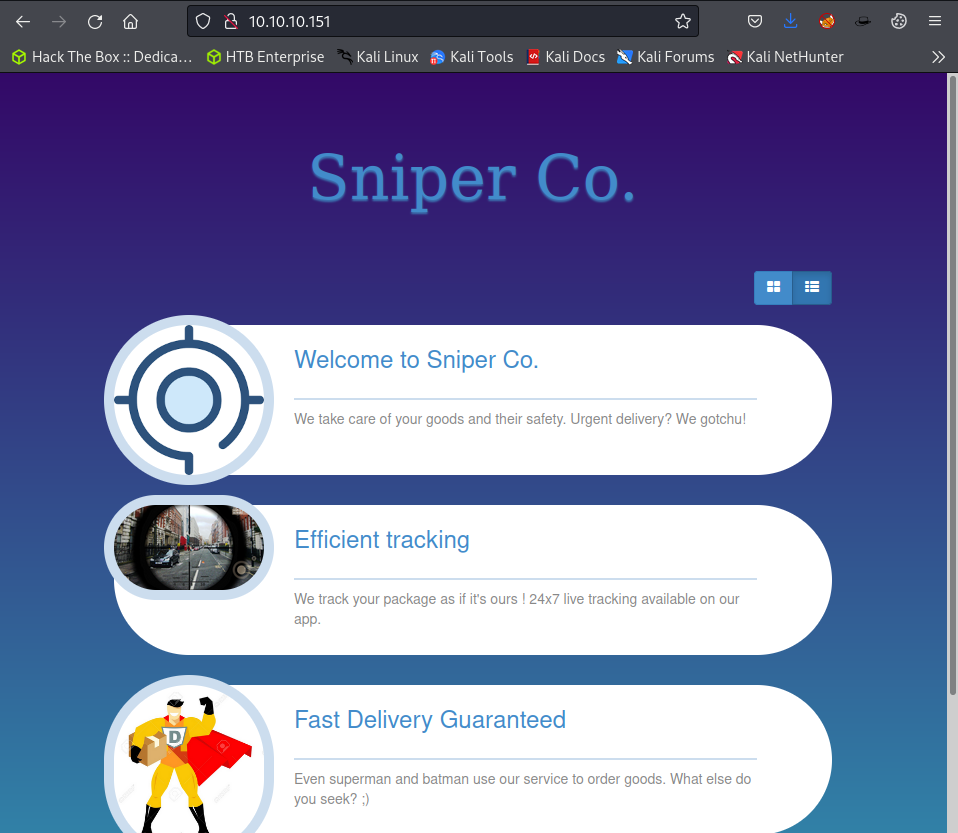 10.10.10.151
Hack The Box :: Dedica… HTB Enterprise Kali Linux Kali Tools Kali Docs Kali Forums Kali NetHunter
Sniper Co.
Welcome to Sniper Co.
We take care of your goods and their safety. Urgent delivery? We gotchu!
Efficient tracking
We track your package as if it's ours ! 24x7 live tracking available on our
app.
Fast Delivery Guaranteed
D
Even superman and batman use our service to order goods. What else do
you seek? ;)